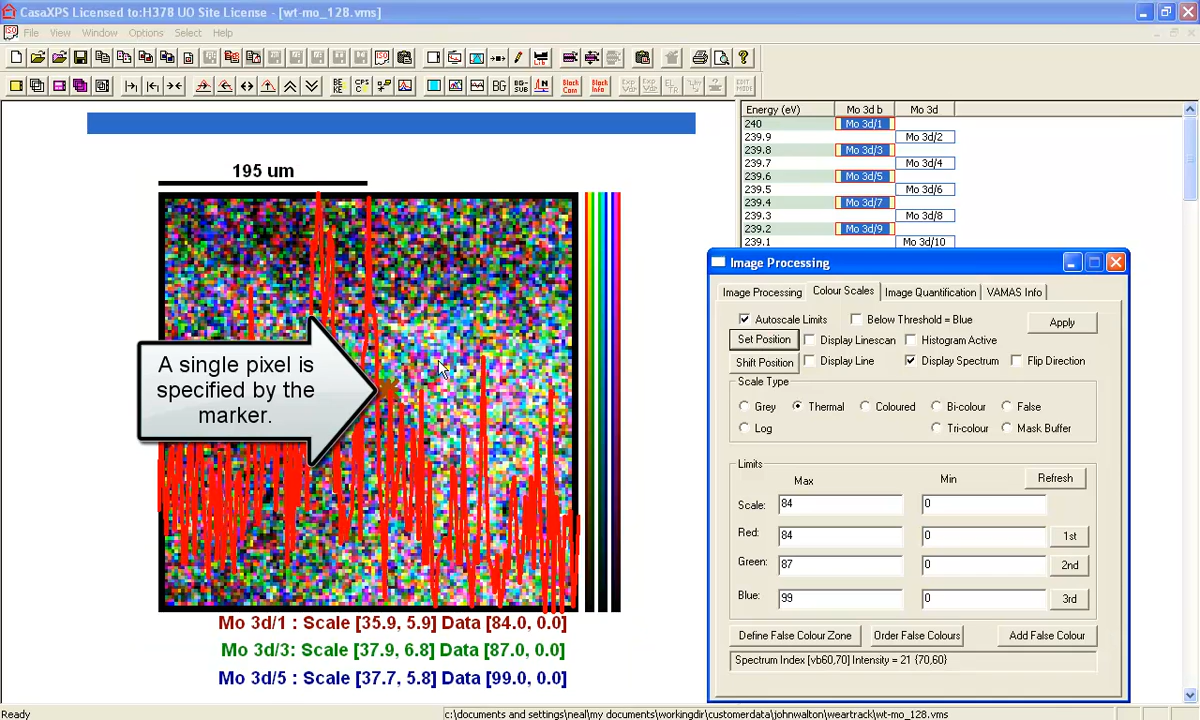 CasaXPS Licensed to:H378 UO Site License - [wt-mo_128.vms]
File View Window Options Select Help
Energy (eV) Mo 3d b Mo 3d
240 Mo 3d/1
239.9 Mo 3d/2
239.8 Mo 3d/3
239.7 Mo 3d/4
239.6 Mo 3d/5
239.5 Mo 3d/6
239.4 Mo 3d/7
239.3 Mo 3d/8
239.2 Mo 3d/9
239.1 Mo 3d/10
195 um
A single pixel is
specified by the
marker.
Mo 3d/1 : Scale [35.9, 5.9] Data [84.0, 0.0]
Mo 3d/3: Scale [37.9, 6.8] Data [87.0, 0.0]
Mo 3d/5 : Scale [37.7, 5.8] Data [99.0, 0.0]
Image Processing
Image Processing Colour Scales Image Quantification VAMAS Info
Autoscale Limits Below Threshold = Blue Apply
Set Position Display Linescan Histogram Active
Shift Position Display Line Display Spectrum Flip Direction
Scale Type
Grey Thermal Coloured Bi-colour False
Log Tri-colour Mask Buffer
Limits
Max Min Refresh
Scale: 84 0
Red: 84 0 1st
Green: 87 0 2nd
Blue: 99 0 3rd
Define False Colour Zone Order False Colours Add False Colour
Spectrum Index [vb60,70] Intensity = 21 {70,60}
Ready c:\documents and settings\neal\my documents\workingdir\customerdata\johnwalton\weartrack\wt-mo_128.vms